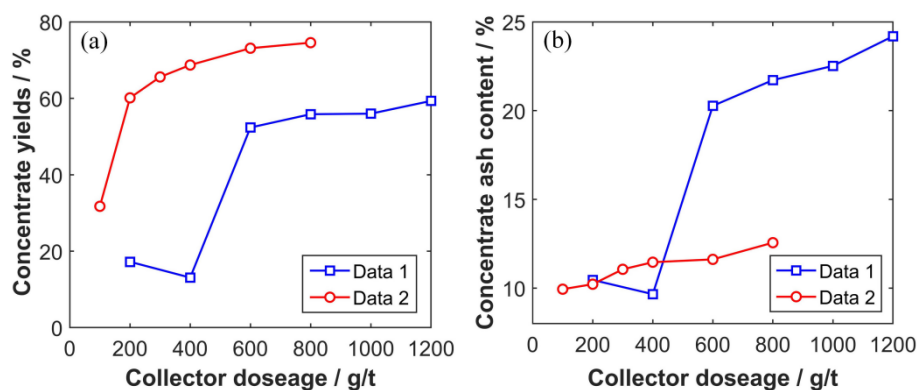 (a)
Concentrate yields / %
80
60
40
20
0
0 200 400 600 800 1000 1200
Collector doseage / g/t
Data 1
Data 2
(b)
Concentrate ash content / %
25
20
15
10
0 200 400 600 800 1000 1200
Collector doseage / g/t
Data 1
Data 2